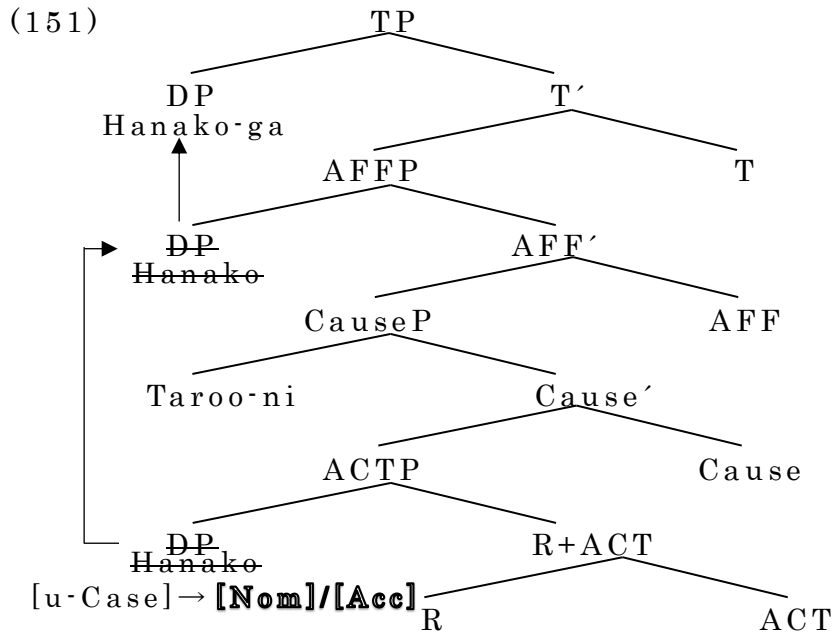 (151) TP
DP T´
Hanako-ga
AFFP T
DP AFF´
Hanako
CauseP AFF
Taroo-ni Cause´
ACTP Cause
DP R+ACT
Hanako
[u-Case]→[Nom]/[Acc]
R ACT